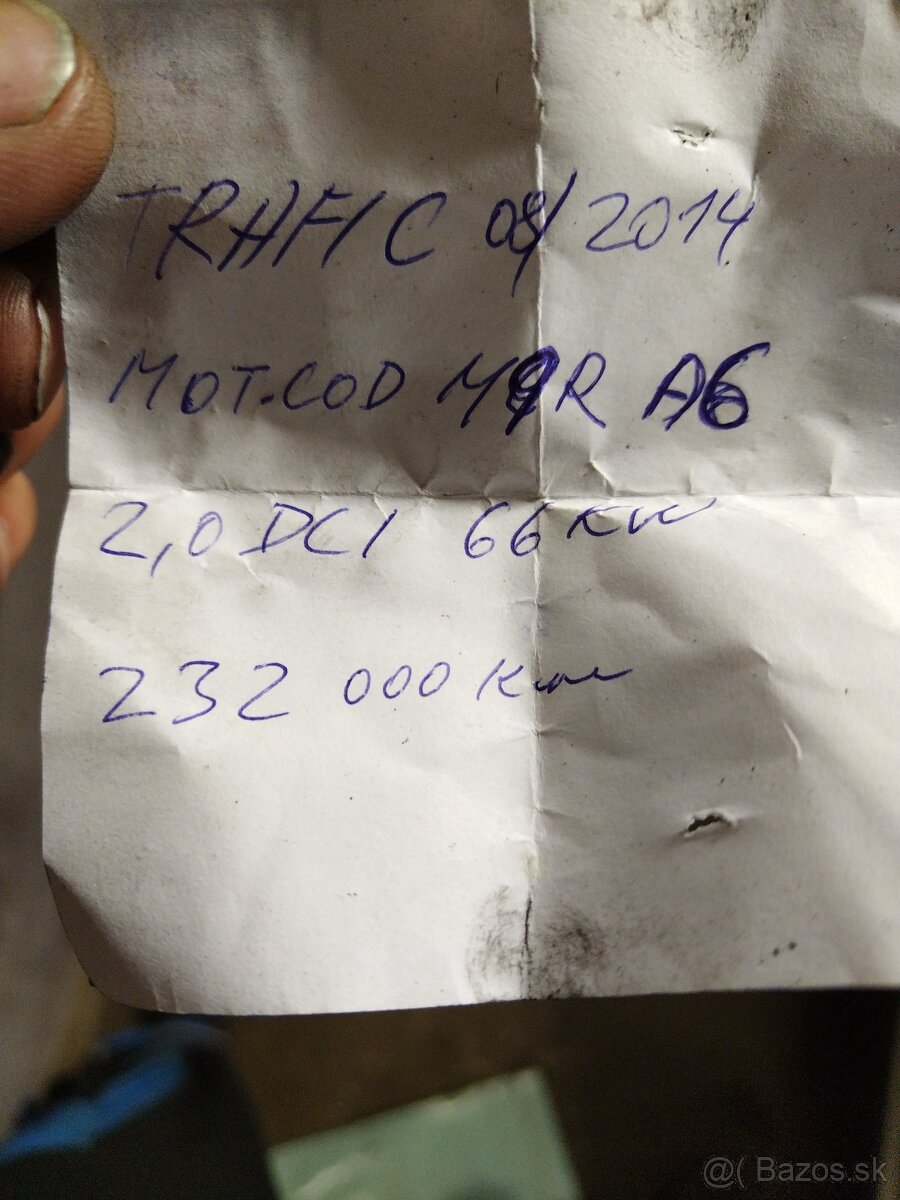 TRAFIC 08/2014
MOT.COD M9R A6
2,0 DCI 66 KW
232 000 Km
@( Bazos.sk